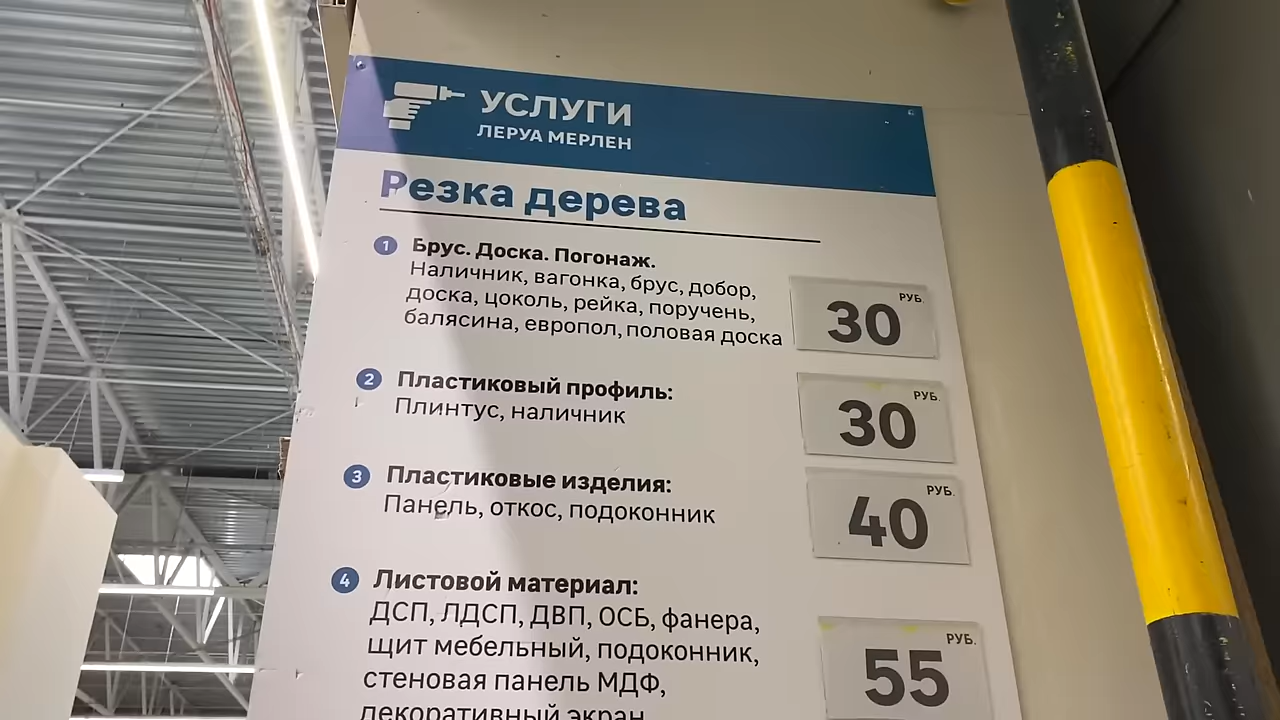 УСЛУГИ
ЛЕРУА МЕРЛЕН
Резка дерева
1 Брус. Доска. Погонаж.
Наличник, вагонка, брус, добор,
доска, цоколь, рейка, поручень,
балясина, европол, половая доска
РУБ.
30
2 Пластиковый профиль:
Плинтус, наличник
РУБ.
30
3 Пластиковые изделия:
Панель, откос, подоконник
РУБ.
40
4 Листовой материал:
ДСП, ЛДСП, ДВП, ОСБ, фанера,
щит мебельный, подоконник,
стеновая панель МДФ,
декоративный экран
РУБ.
55